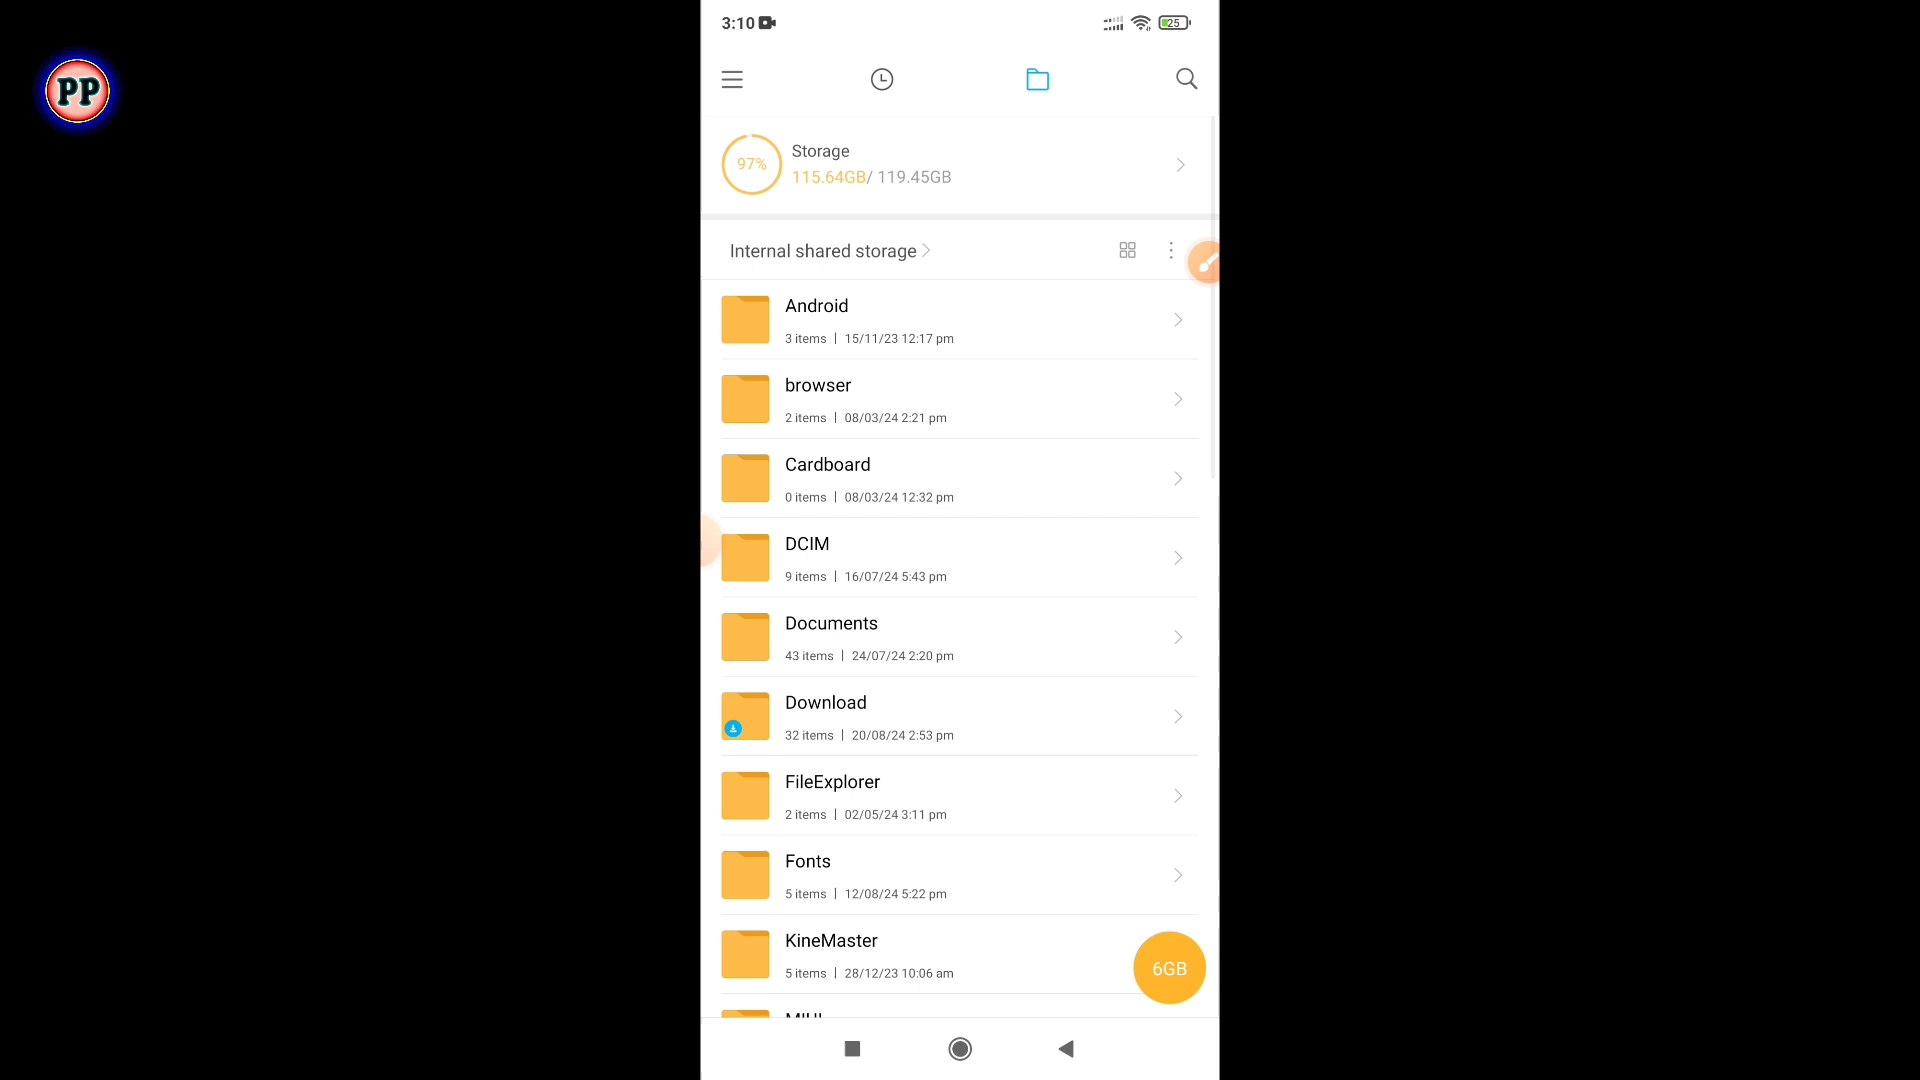 3:10
25
PP
97%
Storage
115.64GB/ 119.45GB
Internal shared storage
Android
3 items | 15/11/23 12:17 pm
browser
2 items | 08/03/24 2:21 pm
Cardboard
0 items | 08/03/24 12:32 pm
DCIM
9 items | 16/07/24 5:43 pm
Documents
43 items | 24/07/24 2:20 pm
Download
32 items | 20/08/24 2:53 pm
FileExplorer
2 items | 02/05/24 3:11 pm
Fonts
5 items | 12/08/24 5:22 pm
KineMaster
5 items | 28/12/23 10:06 am
6GB
MIUI